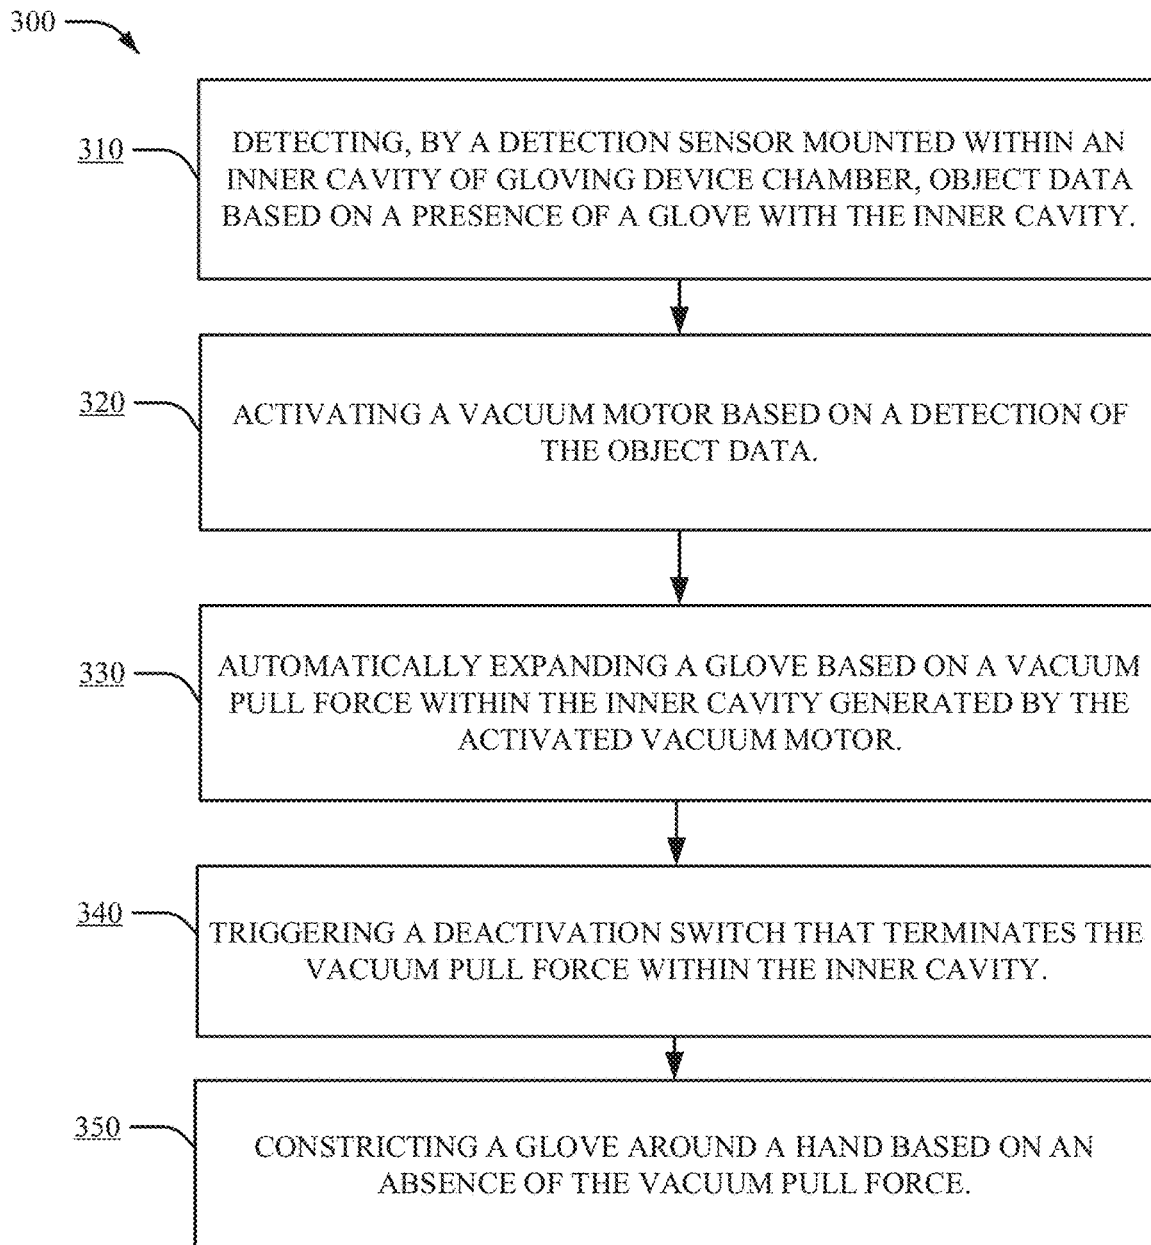 300
310
DETECTING, BY A DETECTION SENSOR MOUNTED WITHIN AN
INNER CAVITY OF GLOVING DEVICE CHAMBER, OBJECT DATA
BASED ON A PRESENCE OF A GLOVE WITH THE INNER CAVITY.
320
ACTIVATING A VACUUM MOTOR BASED ON A DETECTION OF
THE OBJECT DATA.
330
AUTOMATICALLY EXPANDING A GLOVE BASED ON A VACUUM
PULL FORCE WITHIN THE INNER CAVITY GENERATED BY THE
ACTIVATED VACUUM MOTOR.
340
TRIGGERING A DEACTIVATION SWITCH THAT TERMINATES THE
VACUUM PULL FORCE WITHIN THE INNER CAVITY.
350
CONSTRICTING A GLOVE AROUND A HAND BASED ON AN
ABSENCE OF THE VACUUM PULL FORCE.